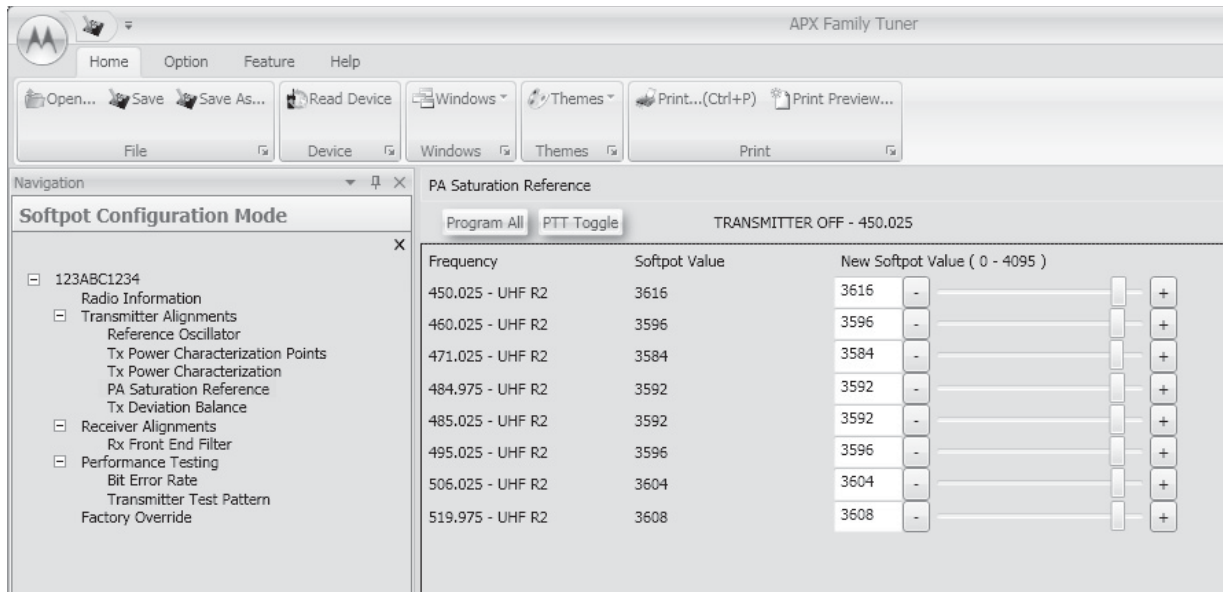 APX Family Tuner
Home Option Feature Help
Open... Save Save As... Read Device Windows Themes Print...(Ctrl+P) Print Preview...
File Device Windows Themes Print
Navigation
Softpot Configuration Mode
123ABC1234
Radio Information
Transmitter Alignments
Reference Oscillator
Tx Power Characterization Points
Tx Power Characterization
PA Saturation Reference
Tx Deviation Balance
Receiver Alignments
Rx Front End Filter
Performance Testing
Bit Error Rate
Transmitter Test Pattern
Factory Override
PA Saturation Reference
Program All PTT Toggle TRANSMITTER OFF - 450.025
Frequency Softpot Value New Softpot Value ( 0 - 4095 )
450.025 - UHF R2 3616 3616 - +
460.025 - UHF R2 3596 3596 - +
471.025 - UHF R2 3584 3584 - +
484.975 - UHF R2 3592 3592 - +
485.025 - UHF R2 3592 3592 - +
495.025 - UHF R2 3596 3596 - +
506.025 - UHF R2 3604 3604 - +
519.975 - UHF R2 3608 3608 - +